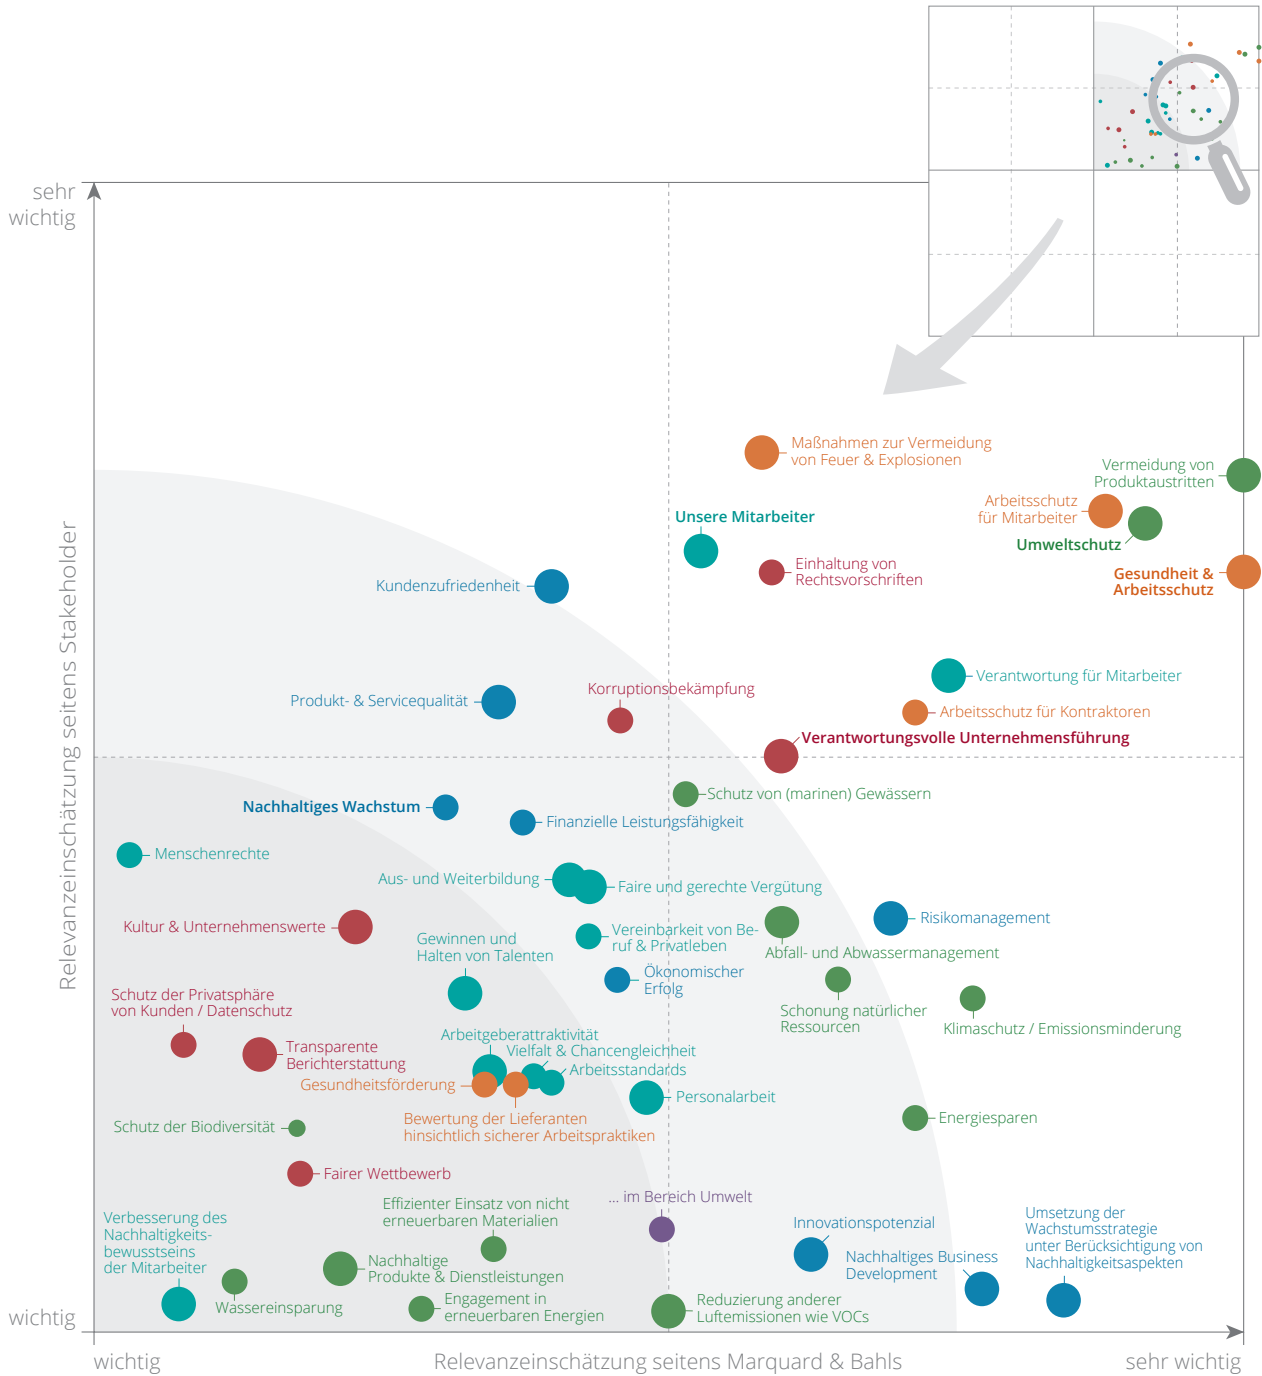 sehr
wichtig
Relevanzeinschätzung seitens Stakeholder
Maßnahmen zur Vermeidung
von Feuer & Explosionen
Vermeidung von
Produktaustritten
Arbeitsschutz
für Mitarbeiter
Unsere Mitarbeiter
Umweltschutz
Einhaltung von
Rechtsvorschriften
Gesundheit &
Arbeitsschutz
Kundenzufriedenheit
Verantwortung für Mitarbeiter
Korruptionsbekämpfung
Produkt- & Servicequalität
Arbeitsschutz für Kontraktoren
Verantwortungsvolle Unternehmensführung
Schutz von (marinen) Gewässern
Nachhaltiges Wachstum
Finanzielle Leistungsfähigkeit
Menschenrechte
Aus- und Weiterbildung
Faire und gerechte Vergütung
Kultur & Unternehmenswerte
Risikomanagement
Vereinbarkeit von Be-
ruf & Privatleben
Gewinnen und
Halten von Talenten
Abfall- und Abwassermanagement
Ökonomischer
Erfolg
Schutz der Privatsphäre
von Kunden / Datenschutz
Schonung natürlicher
Ressourcen
Klimaschutz / Emissionsminderung
Arbeitgeberattraktivität
Vielfalt & Chancengleichheit
Arbeitsstandards
Transparente
Berichterstattung
Gesundheitsförderung
Personalarbeit
Bewertung der Lieferanten
hinsichtlich sicherer Arbeitspraktiken
Energiesparen
Schutz der Biodiversität
Fairer Wettbewerb
... im Bereich Umwelt
Effizienter Einsatz von nicht
erneuerbaren Materialien
Verbesserung des
Nachhaltigkeits-
bewusstseins
der Mitarbeiter
Innovationspotenzial
Umsetzung der
Wachstumsstrategie
unter Berücksichtigung von
Nachhaltigkeitsaspekten
Nachhaltiges Business
Development
Nachhaltige
Produkte & Dienstleistungen
Wassereinsparung
Engagement in
erneuerbaren Energien
Reduzierung anderer
Luftemissionen wie VOCs
wichtig
wichtig
Relevanzeinschätzung seitens Marquard & Bahls
sehr wichtig